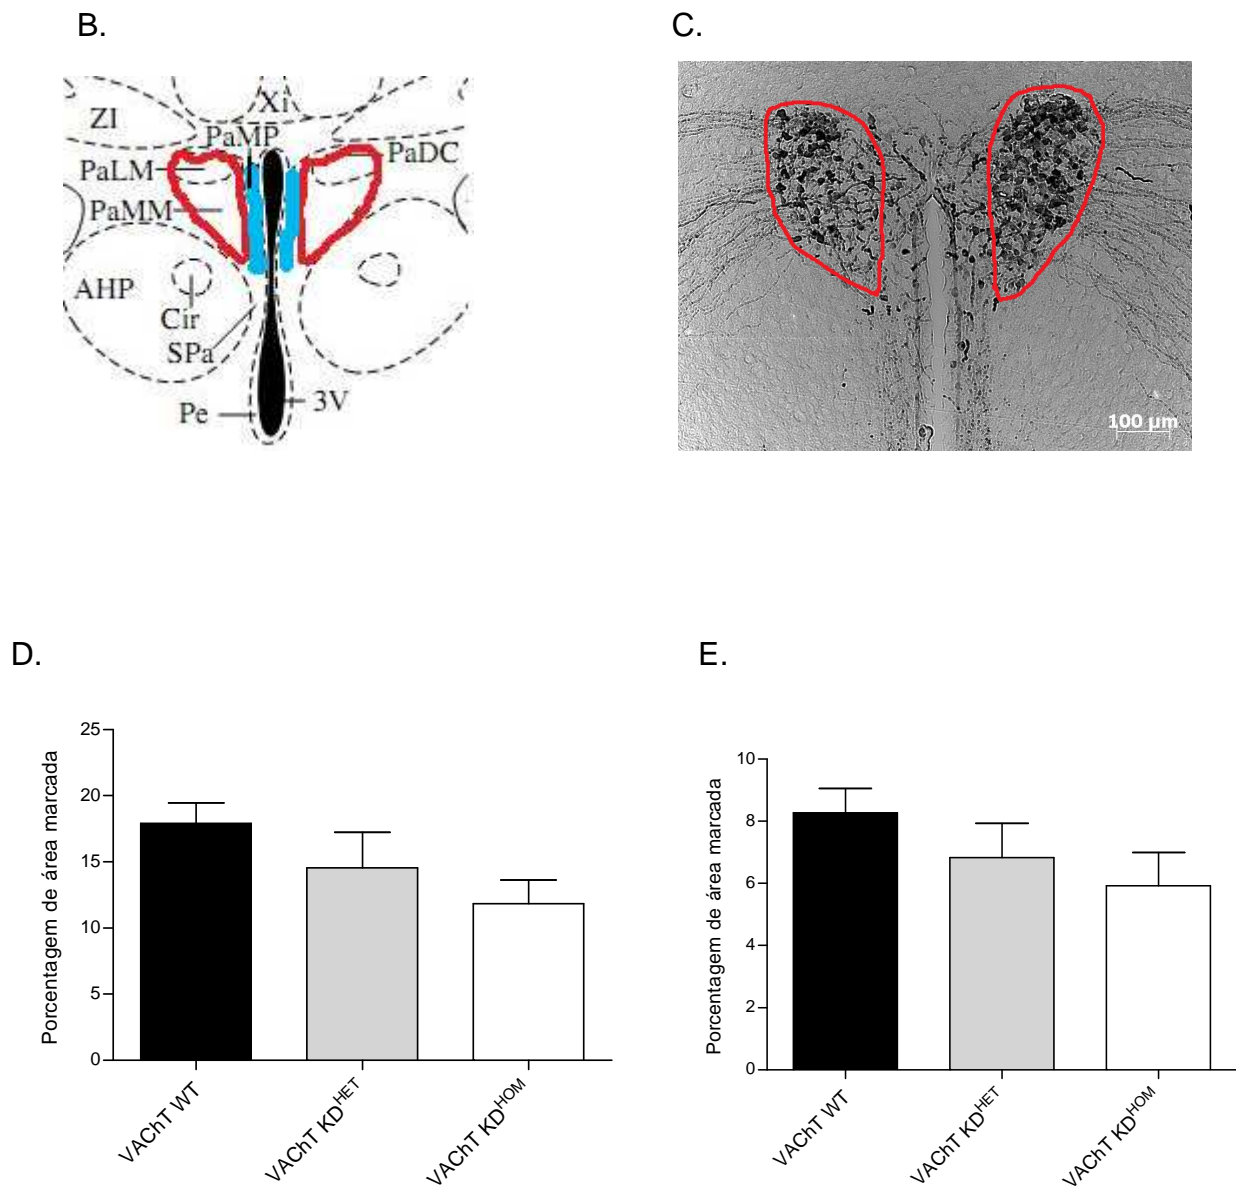 B.
C.
Xi
ZI
PaMP
PaDC
PaLM
PaMM
AHP
Cir
SPa
Pe
3V
100 µm
D.
E.
Porcentagem de área marcada
25
20
15
10
5
0
VAChT WT
VAChT KD^HET
VAChT KD^HOM
Porcentagem de área marcada
10
8
6
4
2
0
VAChT WT
VAChT KD^HET
VAChT KD^HOM